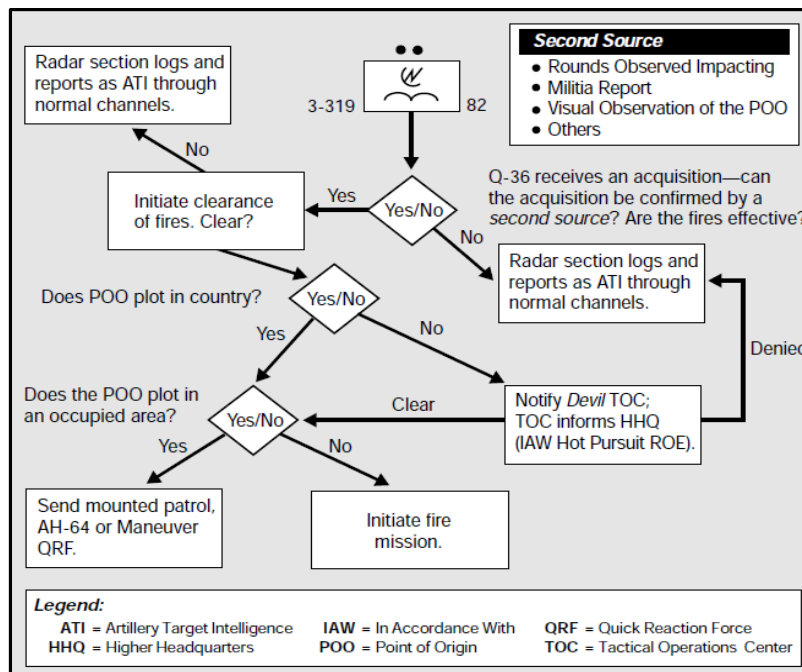 Radar section logs and
reports as ATI through
normal channels.
3-319
82
Second Source
• Rounds Observed Impacting
• Militia Report
• Visual Observation of the POO
• Others
No
Initiate clearance
of fires. Clear?
Yes
Yes/No
Q-36 receives an acquisition—can
the acquisition be confirmed by a
second source? Are the fires effective?
No
Radar section logs and
reports as ATI through
normal channels.
Does POO plot in country?
Yes/No
Yes
No
Denied
Does the POO plot in
an occupied area?
Yes/No
Clear
Notify Devil TOC;
TOC informs HHQ
(IAW Hot Pursuit ROE).
Yes
No
Send mounted patrol,
AH-64 or Maneuver
QRF.
Initiate fire
mission.
Legend:
ATI = Artillery Target Intelligence
IAW = In Accordance With
QRF = Quick Reaction Force
HHQ = Higher Headquarters
POO = Point of Origin
TOC = Tactical Operations Center